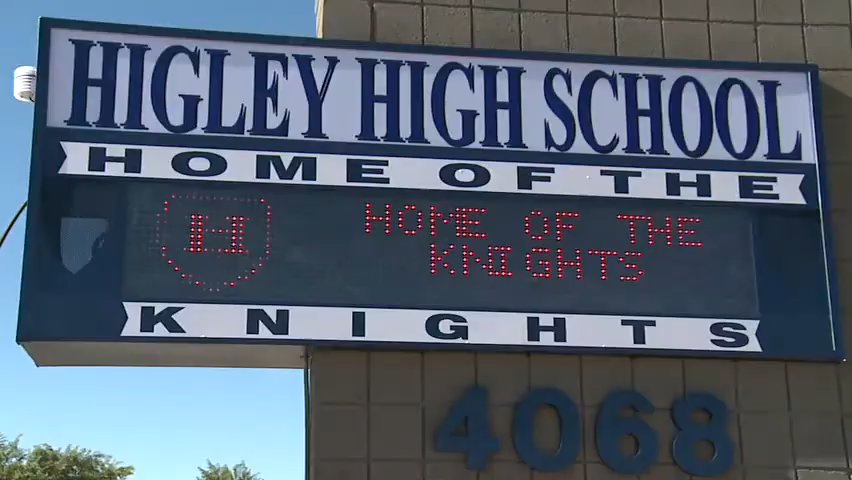 HIGLEY HIGH SCHOOL
HOME OF THE
H
HOME OF THE
KNIGHTS
KNIGHTS
4068